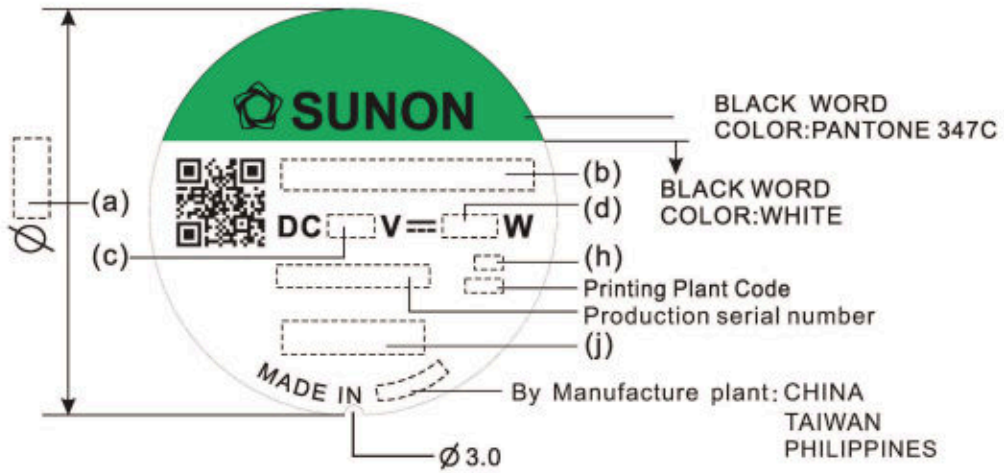 SUNON
BLACK WORD
COLOR:PANTONE 347C
BLACK WORD
COLOR:WHITE
(a)
Ø
(b)
(d)
DC V⎓ W
(c)
(h)
Printing Plant Code
Production serial number
(j)
MADE IN
By Manufacture plant: CHINA
TAIWAN
PHILIPPINES
Ø 3.0